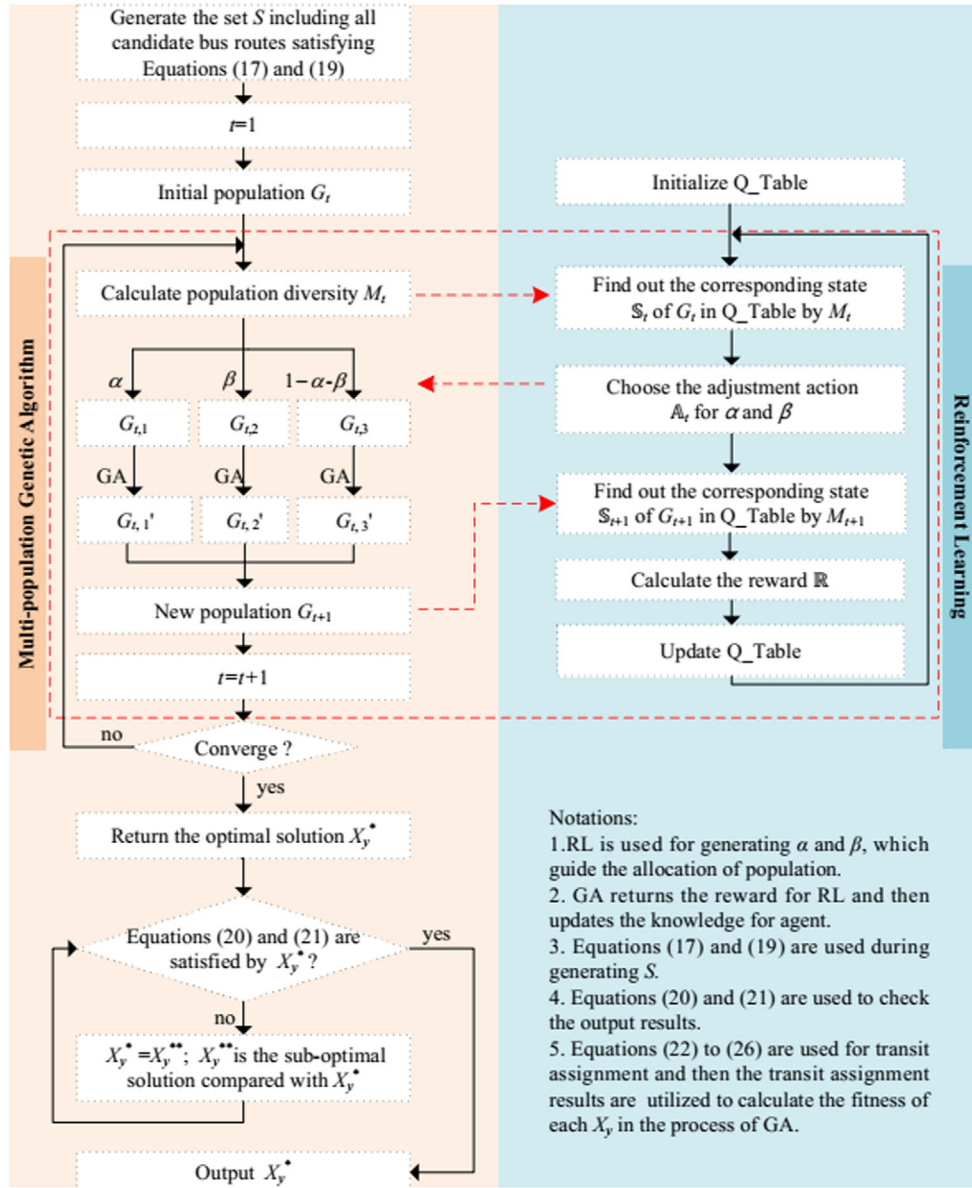 Generate the set S including all
candidate bus routes satisfying
Equations (17) and (19)
t=1
Initial population Gₜ
Multi-population Genetic Algorithm
Calculate population diversity Mₜ
α
β
1−α-β
Gₜ,₁
Gₜ,₂
Gₜ,₃
GA
GA
GA
Gₜ,₁'
Gₜ,₂'
Gₜ,₃'
New population Gₜ₊₁
t=t+1
no
Converge ?
yes
Return the optimal solution X_y*
Equations (20) and (21) are
satisfied by X_y* ?
yes
no
X_y* =X_y**; X_y** is the sub-optimal
solution compared with X_y*
Output X_y*
Initialize Q_Table
Find out the corresponding state
𝕊ₜ of Gₜ in Q_Table by Mₜ
Choose the adjustment action
𝔸ₜ for α and β
Find out the corresponding state
𝕊ₜ₊₁ of Gₜ₊₁ in Q_Table by Mₜ₊₁
Calculate the reward ℝ
Update Q_Table
Reinforcement Learning
Notations:
1.RL is used for generating α and β, which
guide the allocation of population.
2. GA returns the reward for RL and then
updates the knowledge for agent.
3. Equations (17) and (19) are used during
generating S.
4. Equations (20) and (21) are used to check
the output results.
5. Equations (22) to (26) are used for transit
assignment and then the transit assignment
results are utilized to calculate the fitness of
each X_y in the process of GA.